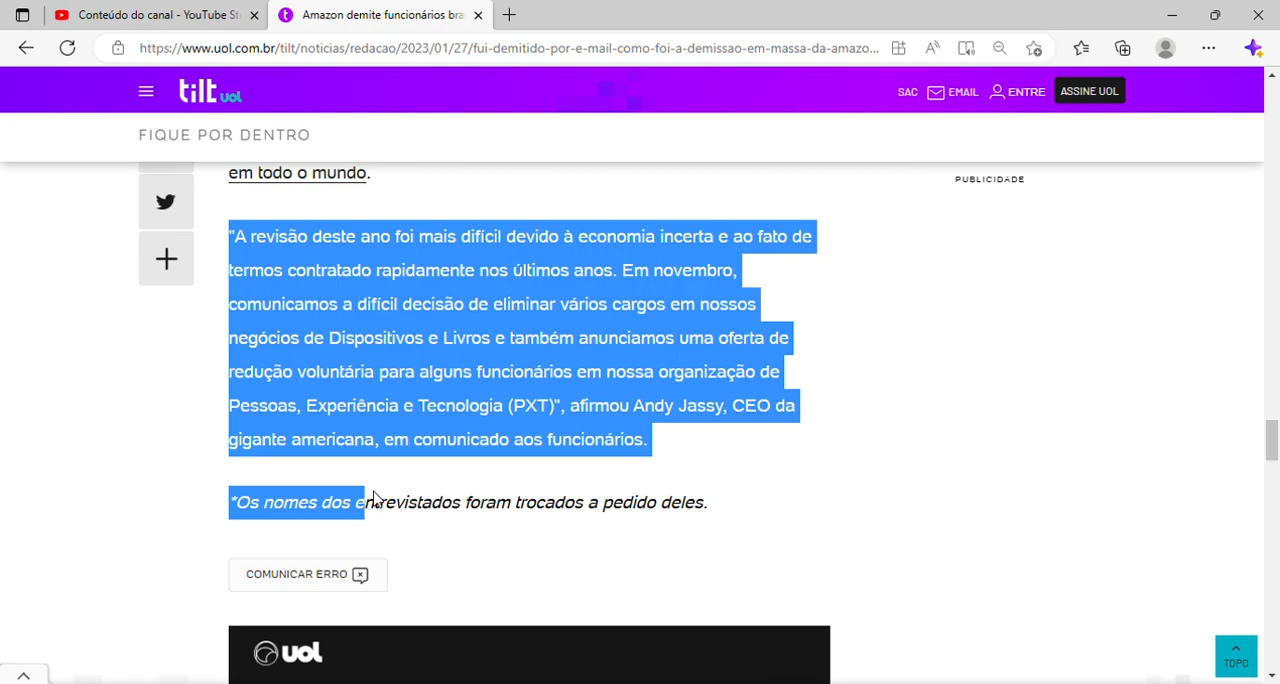 Conteúdo do canal - YouTube St
Amazon demite funcionários bra
https://www.uol.com.br/tilt/noticias/redacao/2023/01/27/fui-demitido-por-e-mail-como-foi-a-demissao-em-massa-da-amazo...
tilt uol
SAC EMAIL ENTRE ASSINE UOL
FIQUE POR DENTRO
em todo o mundo.
PUBLICIDADE
"A revisão deste ano foi mais difícil devido à economia incerta e ao fato de
termos contratado rapidamente nos últimos anos. Em novembro,
comunicamos a difícil decisão de eliminar vários cargos em nossos
negócios de Dispositivos e Livros e também anunciamos uma oferta de
redução voluntária para alguns funcionários em nossa organização de
Pessoas, Experiência e Tecnologia (PXT)", afirmou Andy Jassy, CEO da
gigante americana, em comunicado aos funcionários.
*Os nomes dos entrevistados foram trocados a pedido deles.
COMUNICAR ERRO
UOL
TOPO